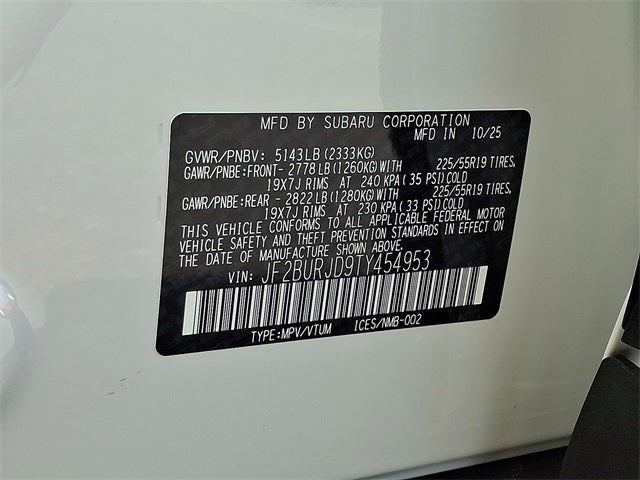 MFD BY SUBARU CORPORATION
MFD IN 10/25
GVWR/PNBV: 5143LB(2333KG)
GAWR/PNBE:FRONT- 2778LB(1260KG)WITH 225/55R19 TIRES,
19X7J RIMS AT 240 KPA(35 PSI)COLD
GAWR/PNBE:REAR - 2822LB(1280KG)WITH 225/55R19 TIRES,
19X7J RIMS AT 230 KPA(33 PSI)COLD
THIS VEHICLE CONFORMS TO ALL APPLICABLE FEDERAL MOTOR
VEHICLE SAFETY AND THEFT PREVENTION STANDARDS IN EFFECT ON
THE DATE OF MANUFACTURE SHOWN ABOVE.
VIN: JF2BURJD9TY454953
TYPE:MPV/VTUM ICES/NMB-002